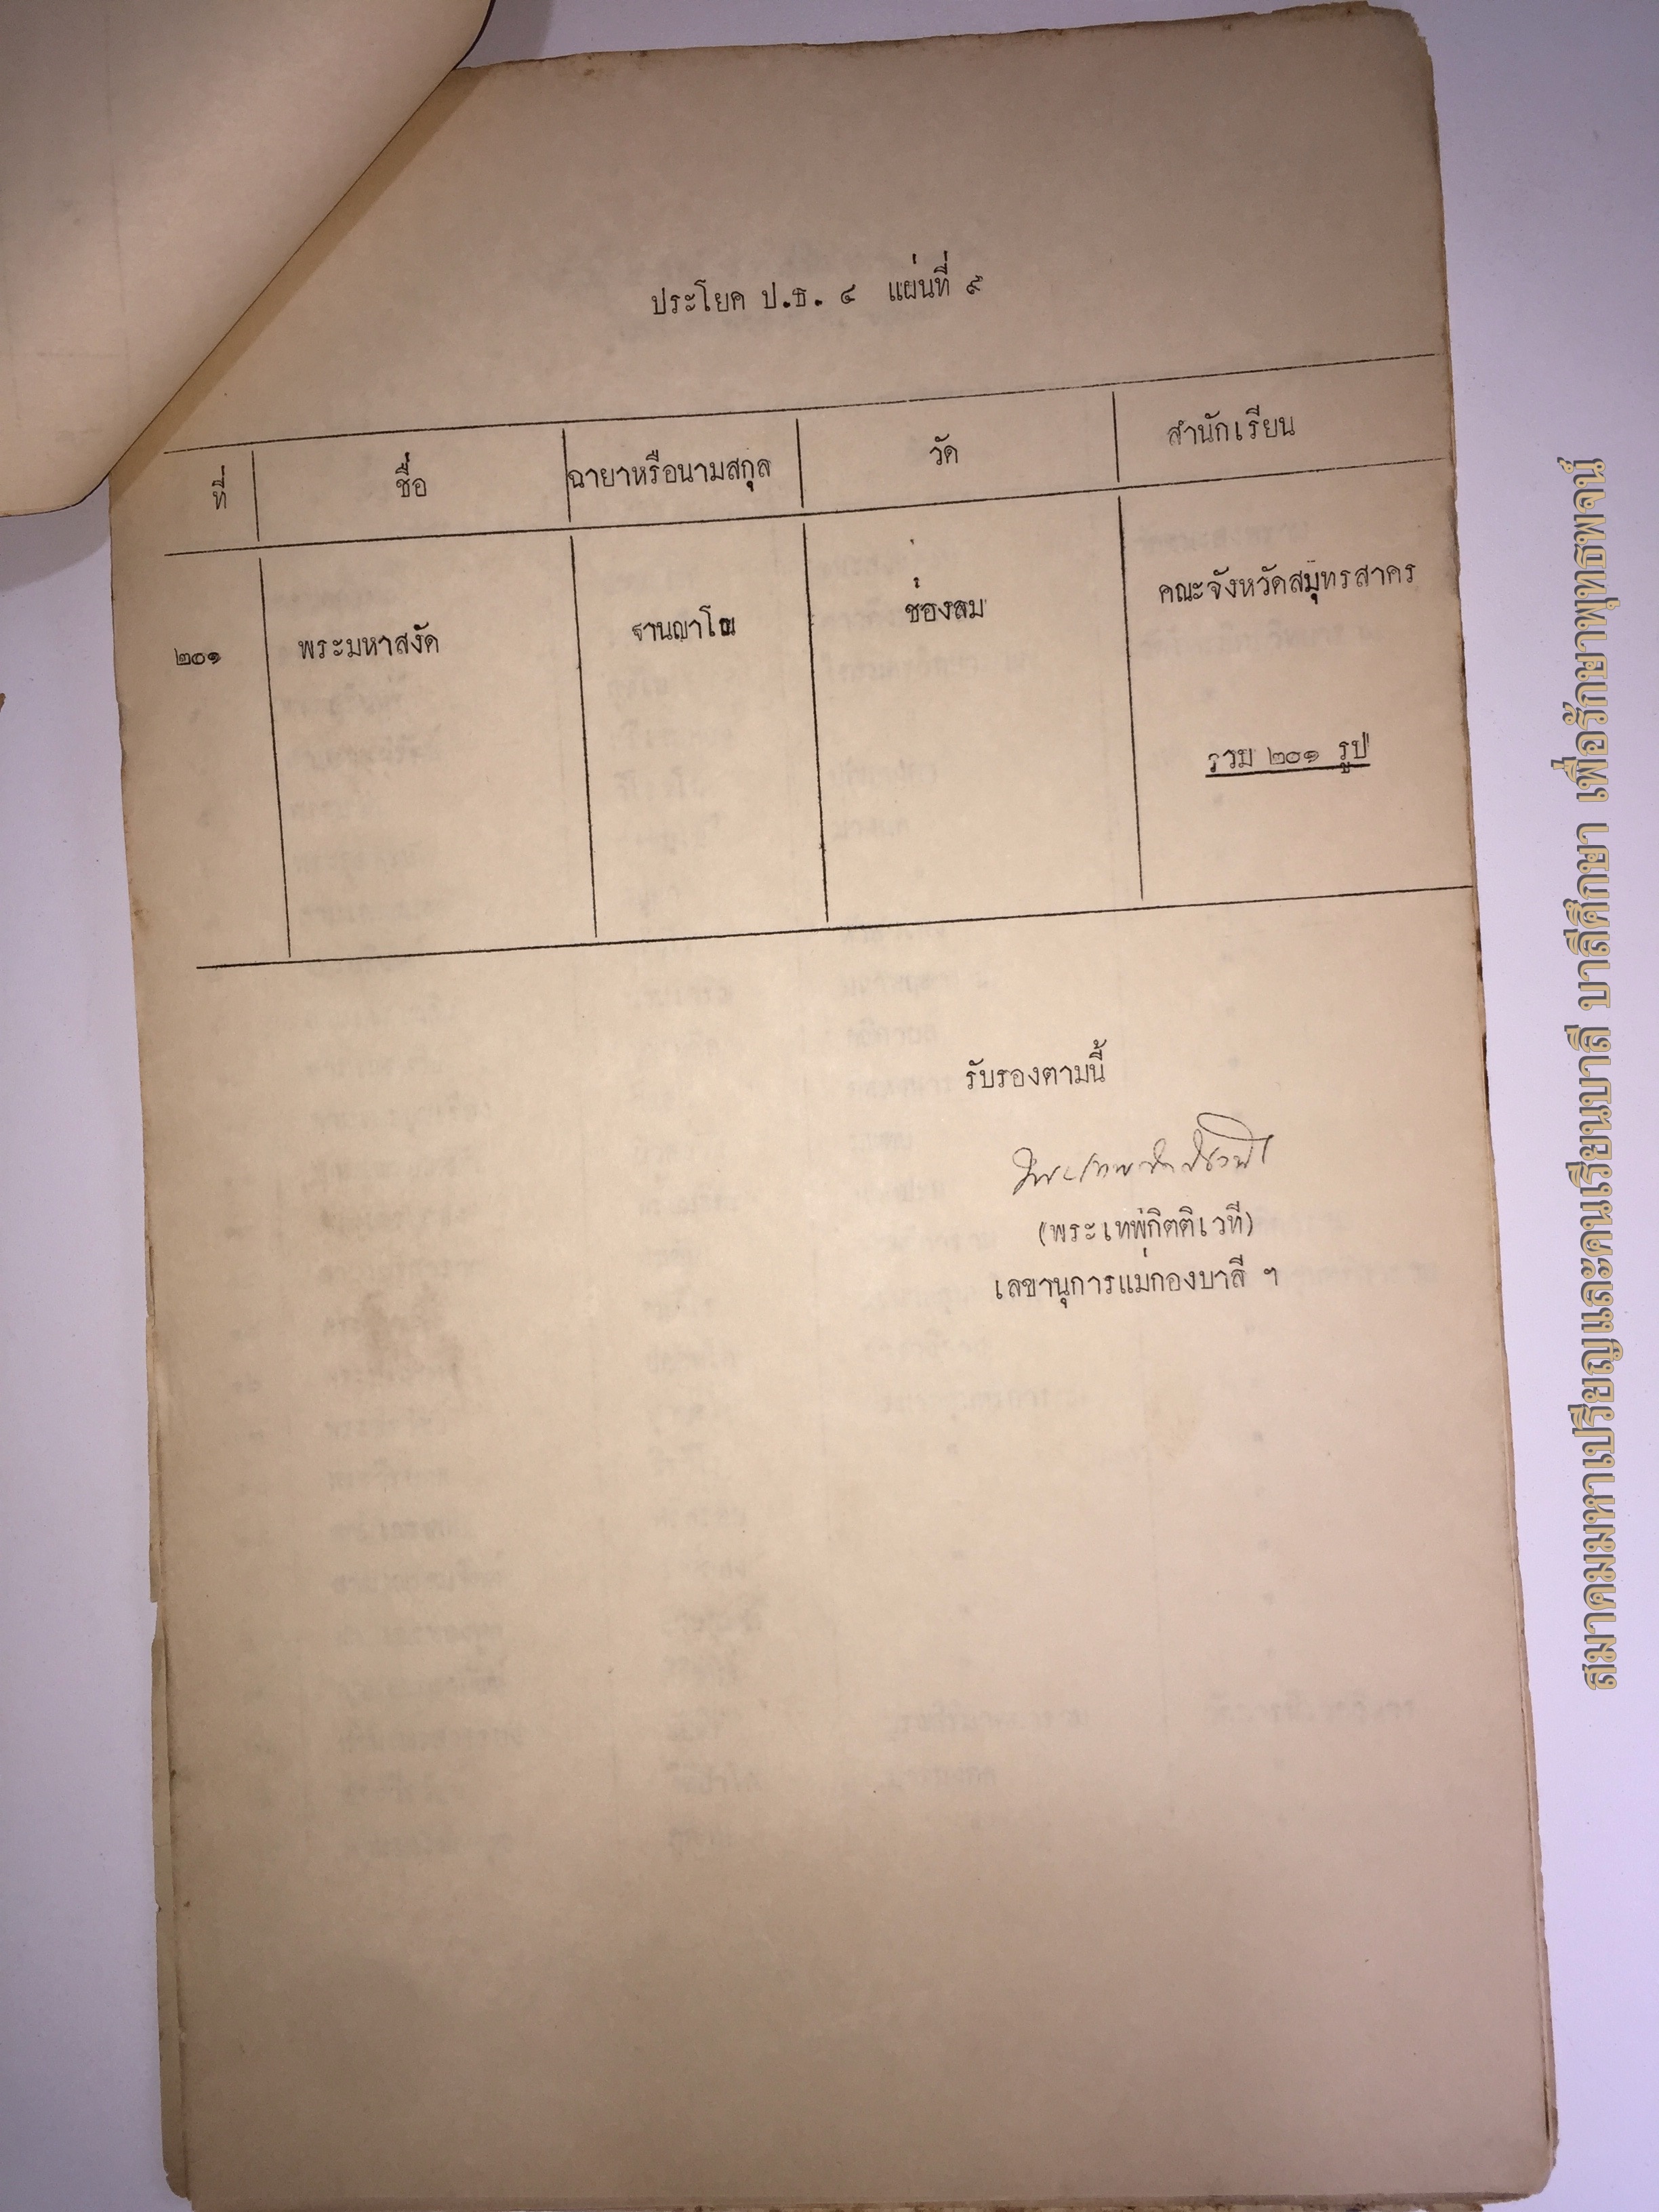 ประโยค ป.ธ. ๔ แผ่นที่ ๙
ที่ ชื่อ ฉายาหรือนามสกุล วัด สำนักเรียน
๒๐๑ พระมหาสงัด ฐานญาโณ ช่องลม คณะจังหวัดสมุทรสาคร
รวม ๒๐๑ รูป
รับรองตามนี้
(พระเทพกิตติเวที)
เลขานุการแม่กองบาลี ฯ
สมาคมมหาเปรียญและคนเรียนบาลี บาลีศึกษา เพื่อรักษาพุทธพจน์